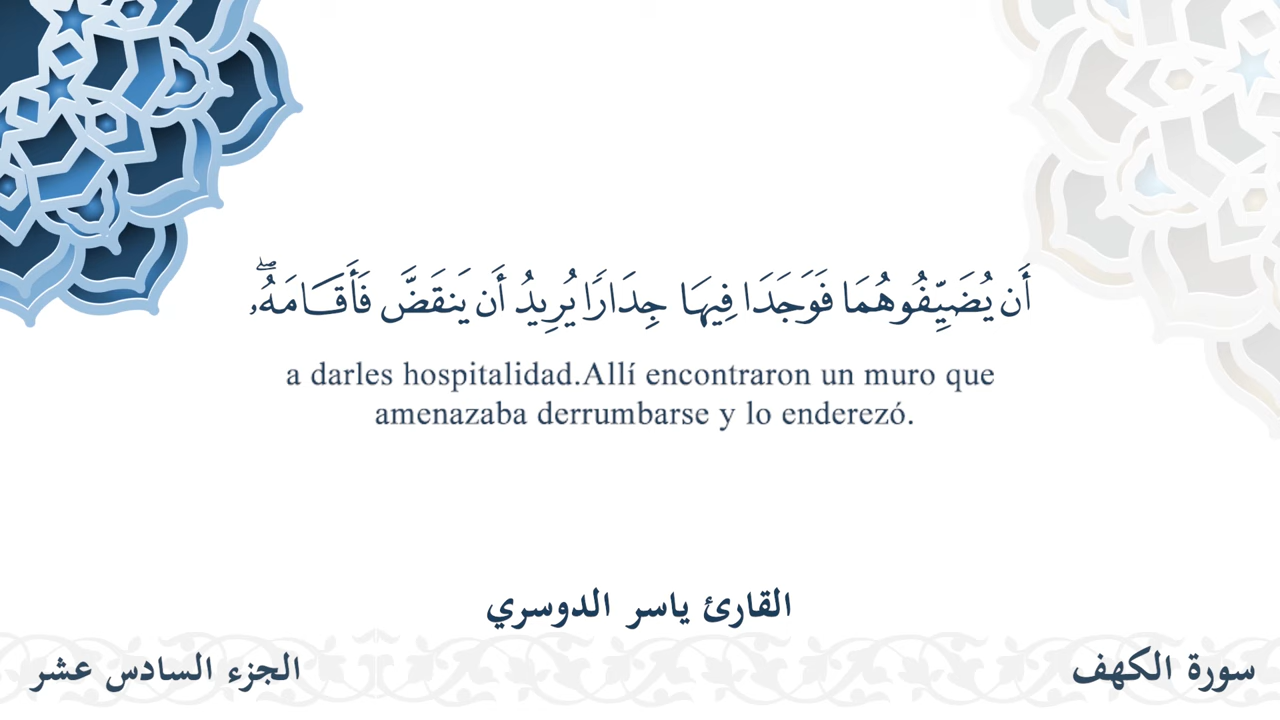 أَن يُضَيِّفُوهُمَا فَوَجَدَا فِيهَا جِدَارًا يُرِيدُ أَن يَنقَضَّ فَأَقَامَهُۥۖ
a darles hospitalidad.Allí encontraron un muro que
amenazaba derrumbarse y lo enderezó.
القارئ ياسر الدوسري
سورة الكهف
الجزء السادس عشر